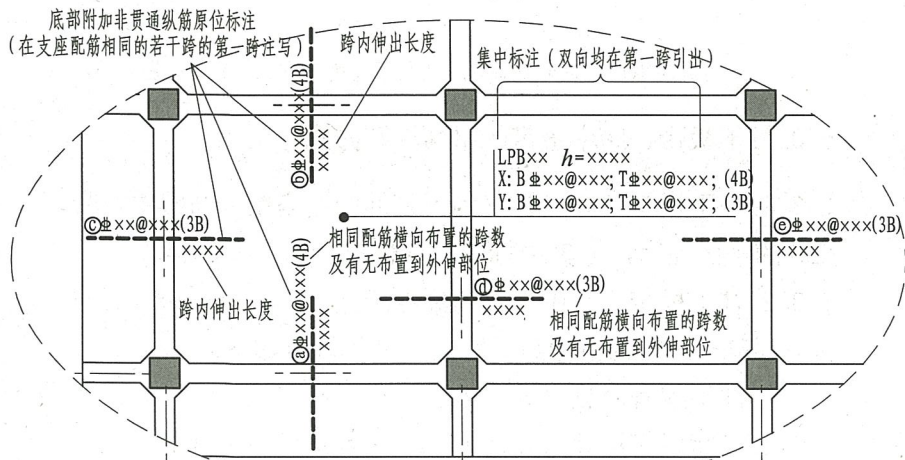 底部附加非贯通纵筋原位标注
(在支座配筋相同的若干跨的第一跨注写)
跨内伸出长度
集中标注(双向均在第一跨引出)
ⓑ⌽××@×××(4B)
××××
LPB×× h=××××
X:B⌽××@×××;T⌽××@×××;(4B)
Y:B⌽××@×××;T⌽××@×××;(3B)
ⓒ⌽××@×××(3B)
××××
跨内伸出长度
相同配筋横向布置的跨数
及有无布置到外伸部位
ⓔ⌽××@×××(3B)
××××
ⓐ⌽××@×××(4B)
××××
ⓓ⌽××@×××(3B)
××××
相同配筋横向布置的跨数
及有无布置到外伸部位